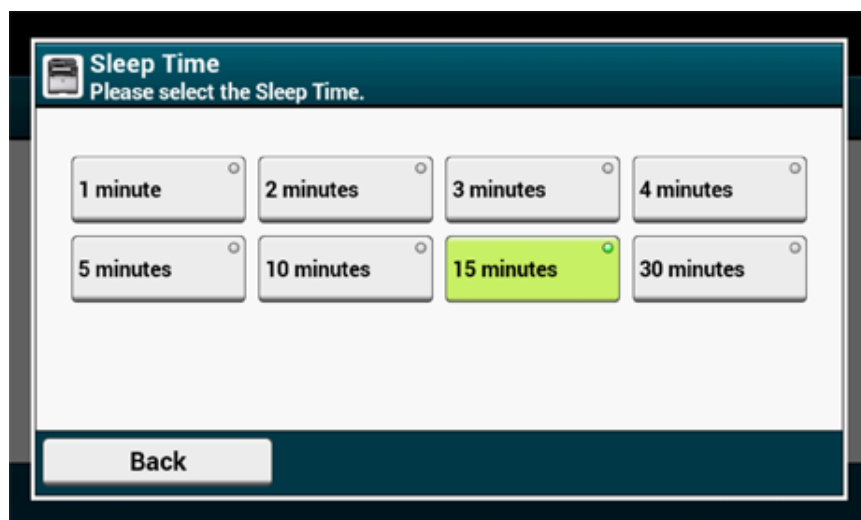 Sleep Time
Please select the Sleep Time.
1 minute
2 minutes
3 minutes
4 minutes
5 minutes
10 minutes
15 minutes
30 minutes
Back